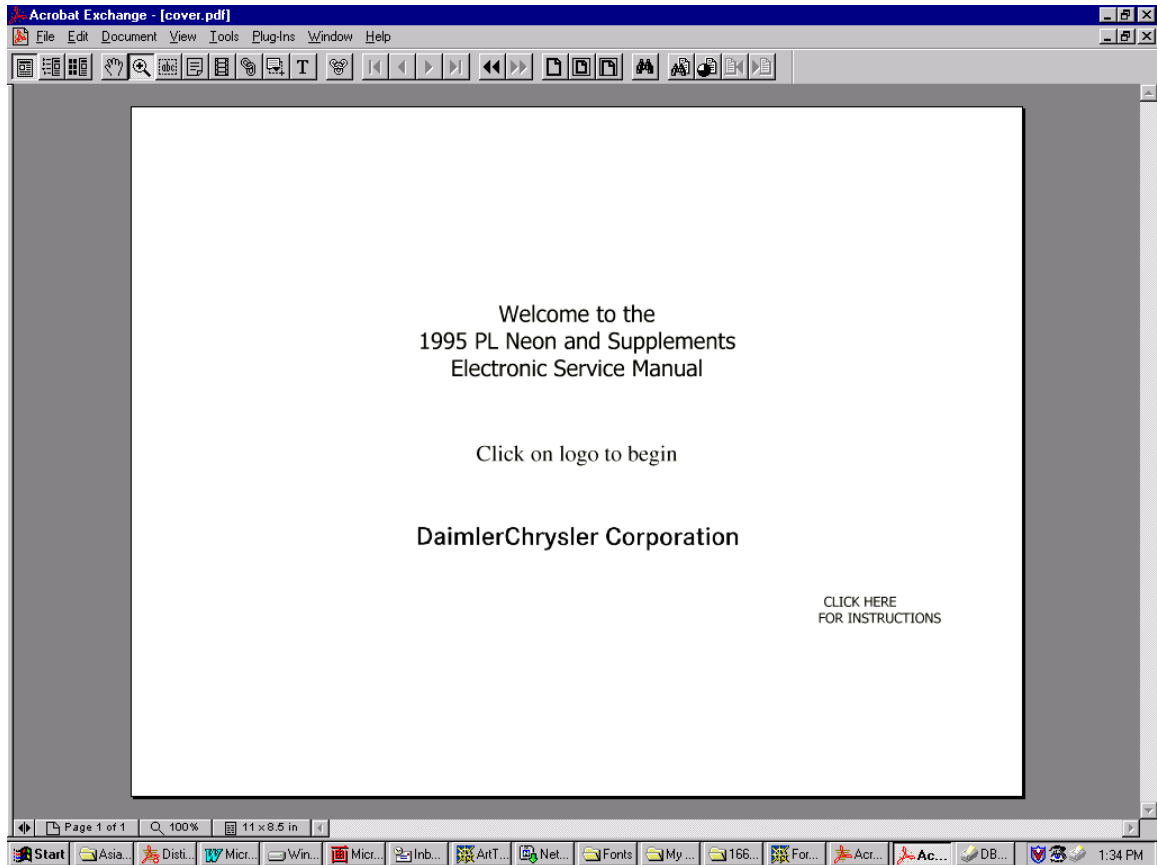 Acrobat Exchange - [cover.pdf]
File Edit Document View Tools Plug-Ins Window Help
Welcome to the
1995 PL Neon and Supplements
Electronic Service Manual
Click on logo to begin
DaimlerChrysler Corporation
CLICK HERE
FOR INSTRUCTIONS
Page 1 of 1 100% 11 x 8.5 in
Start Asia... Disti... Micr... Win... Micr... Inb... ArtT... Net... Fonts My ... 166... For... Acr... Ac... DB... 1:34 PM